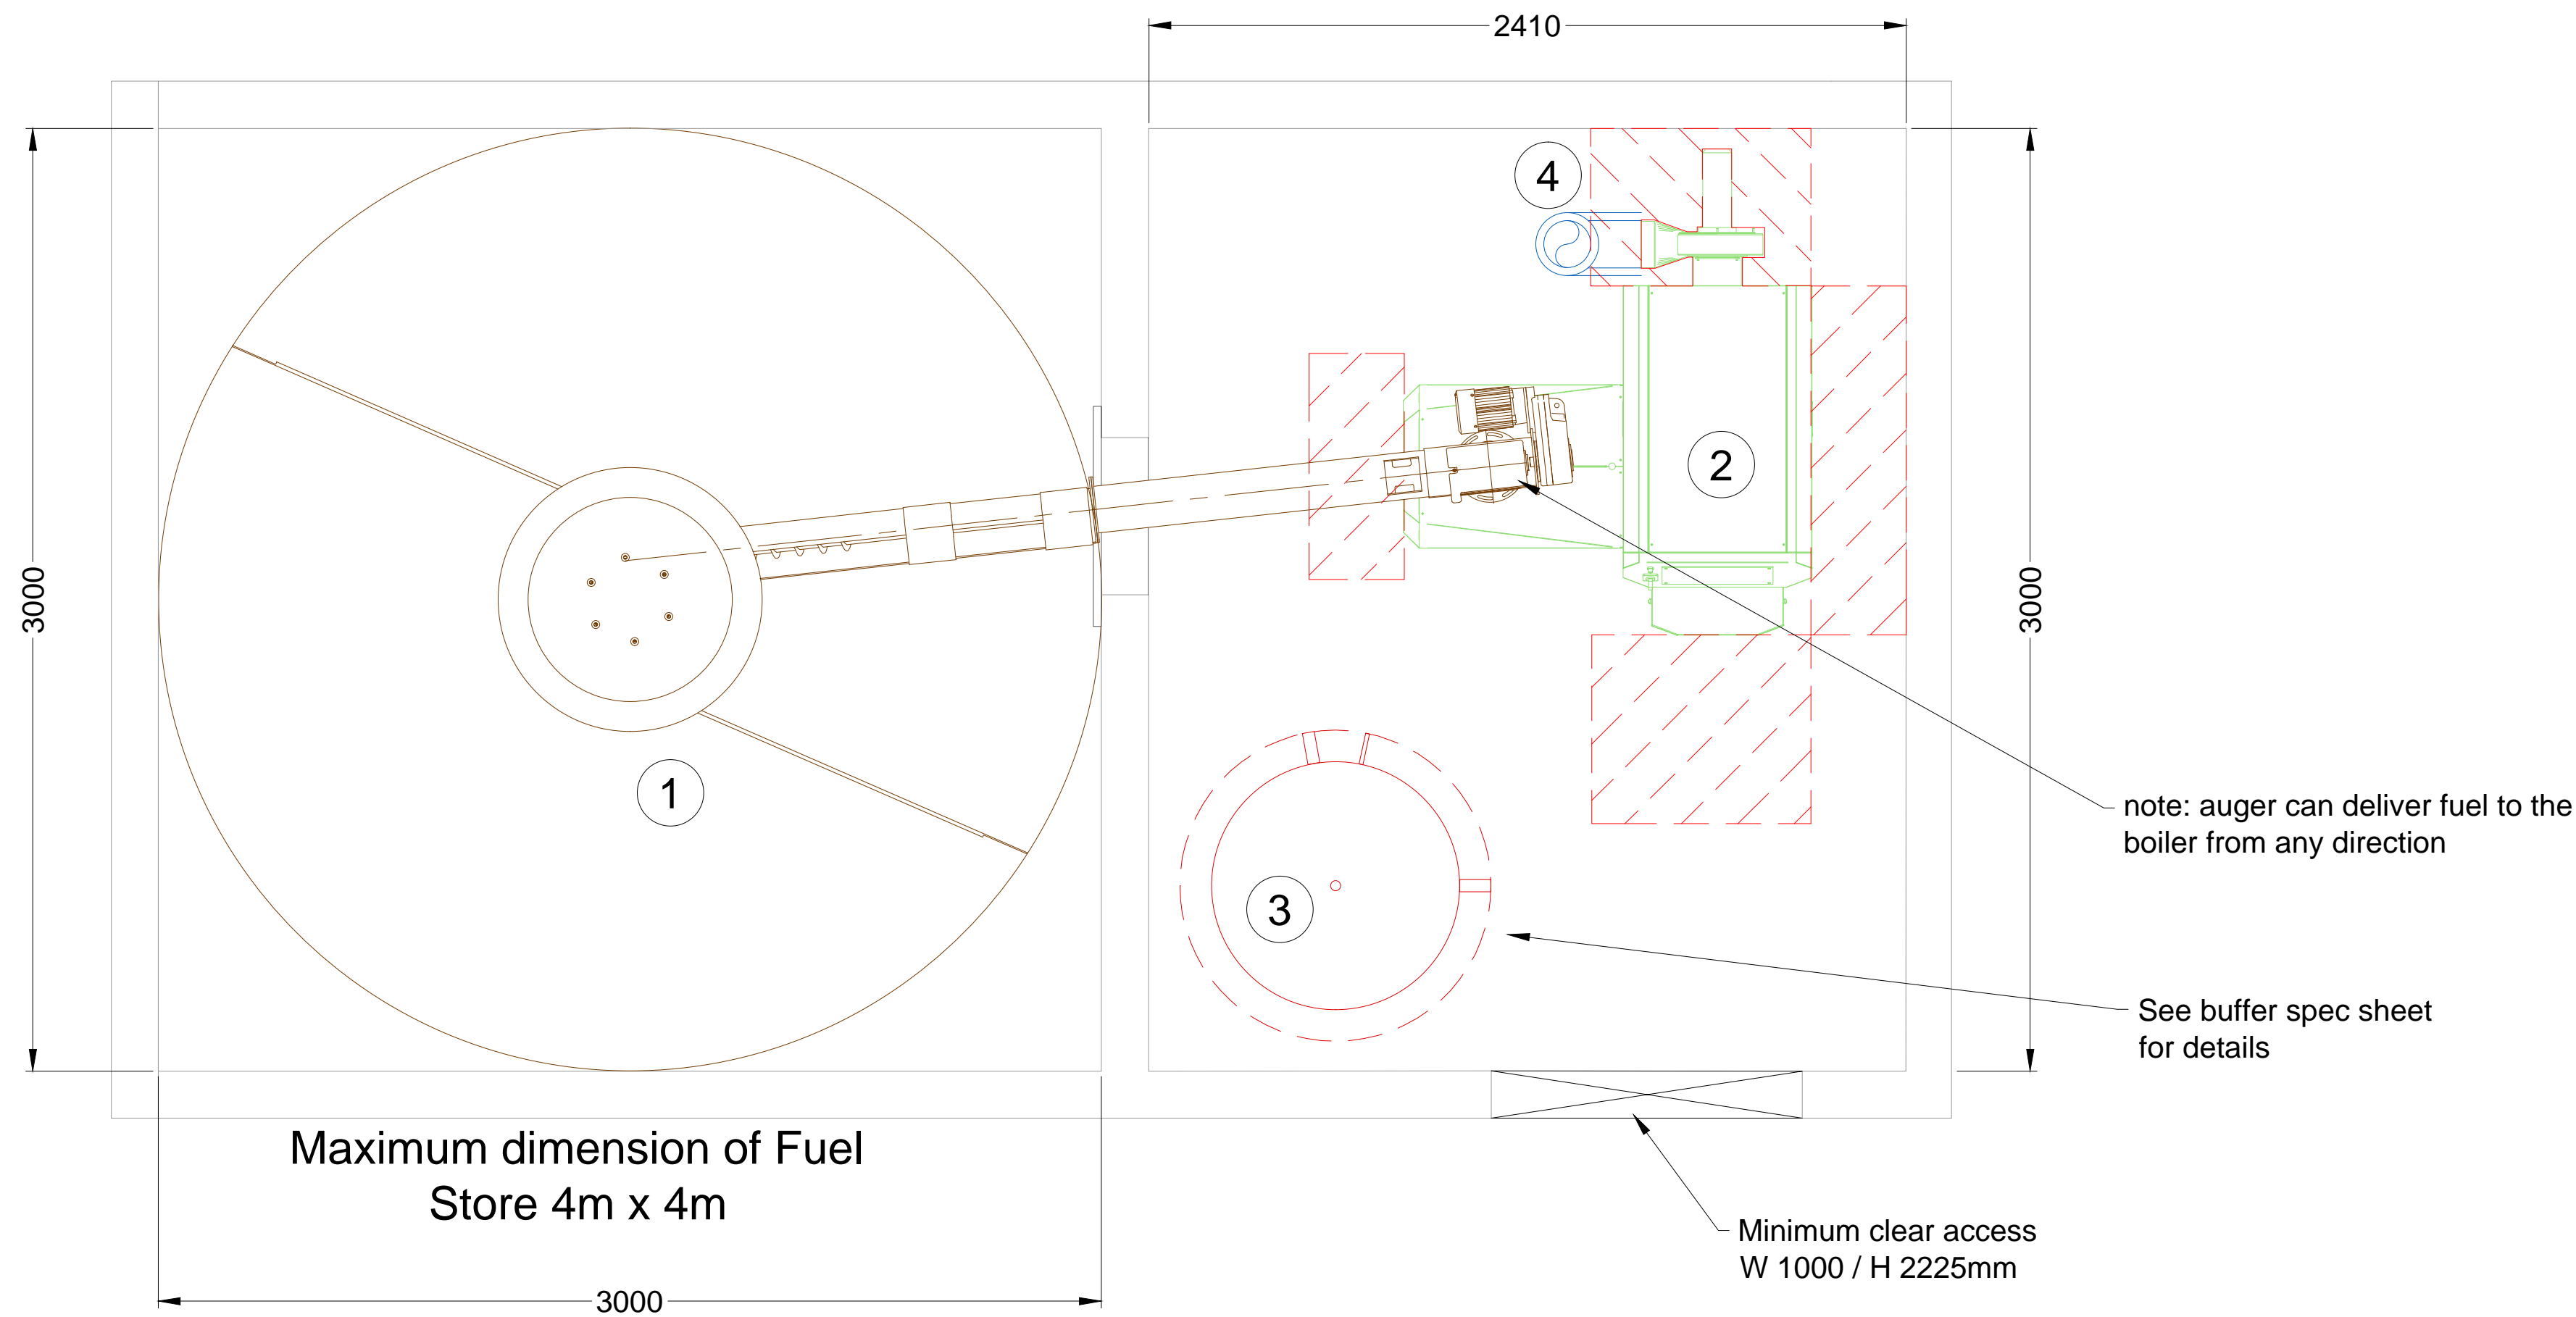 2410
4
2
3000
3000
1
3
note: auger can deliver fuel to the
boiler from any direction
See buffer spec sheet
for details
Maximum dimension of Fuel
Store 4m x 4m
Minimum clear access
W 1000 / H 2225mm
3000